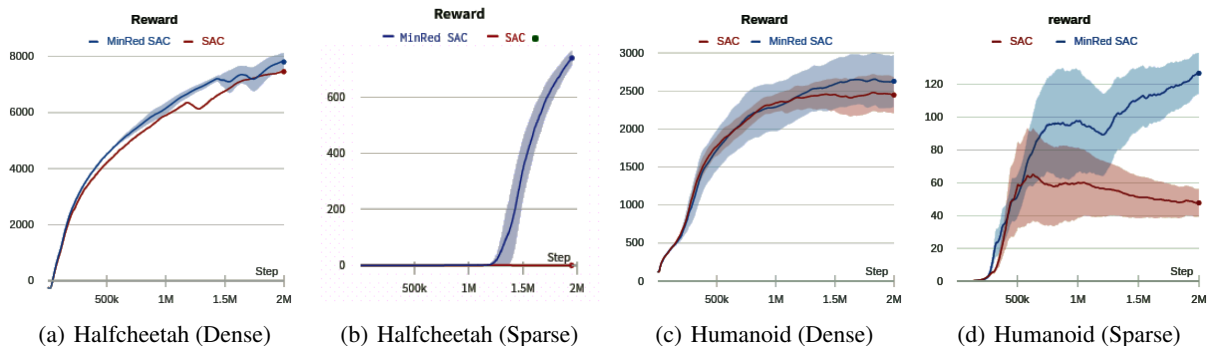 Reward
MinRed SAC SAC
8000
6000
4000
2000
0
Step
500k 1M 1.5M 2M
(a) Halfcheetah (Dense)
Reward
MinRed SAC SAC
600
400
200
0
Step
500k 1M 1.5M 2M
(b) Halfcheetah (Sparse)
Reward
SAC MinRed SAC
3000
2500
2000
1500
1000
500
0
Step
500k 1M 1.5M 2M
(c) Humanoid (Dense)
reward
SAC MinRed SAC
120
100
80
60
40
20
0
Step
500k 1M 1.5M 2M
(d) Humanoid (Sparse)